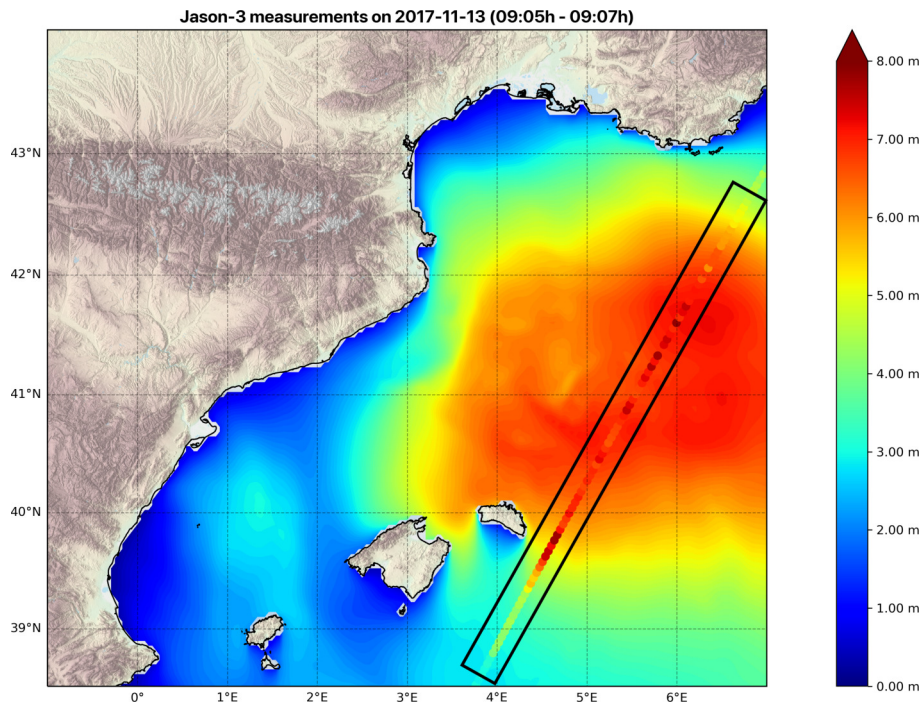 Jason-3 measurements on 2017-11-13 (09:05h - 09:07h)
8.00 m
43°N
7.00 m
6.00 m
42°N
5.00 m
4.00 m
41°N
3.00 m
40°N
2.00 m
1.00 m
39°N
0.00 m
0° 1°E 2°E 3°E 4°E 5°E 6°E